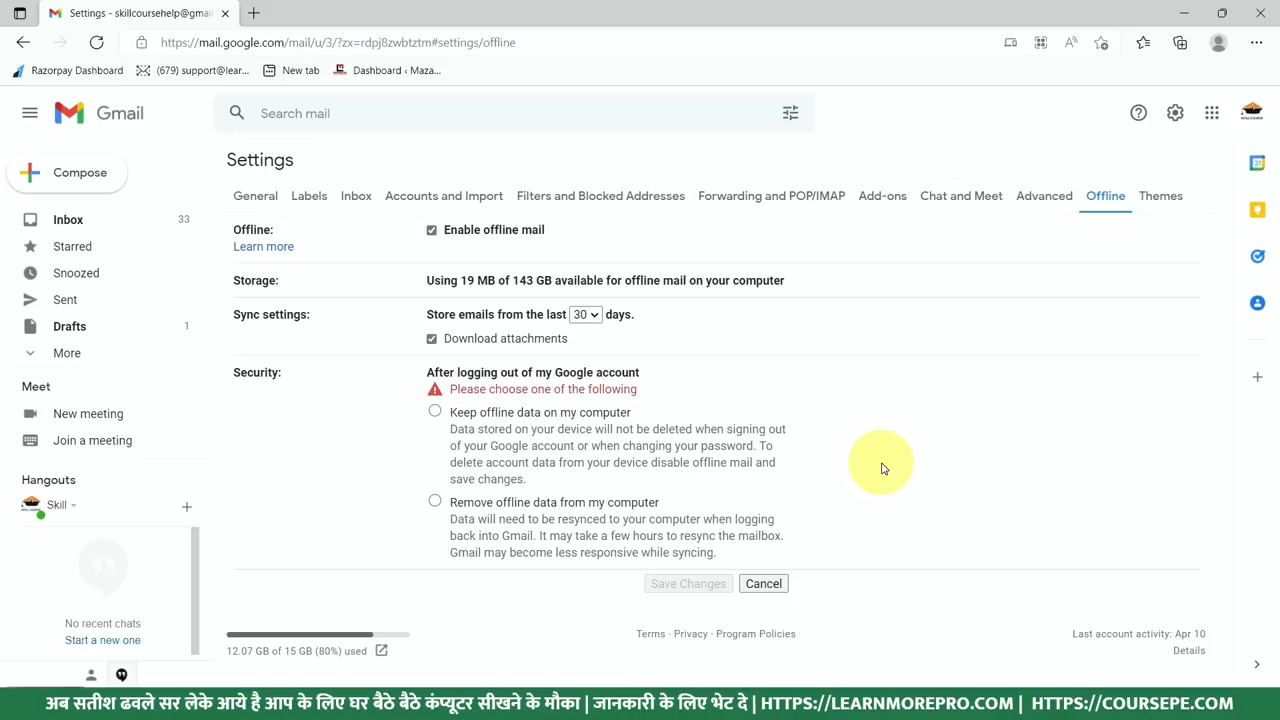 Settings - skillcoursehelp@gmai
https://mail.google.com/mail/u/3/?zx=rdpj8zwbtztm#settings/offline
Razorpay Dashboard
(679) support@lear...
New tab
Dashboard ‹ Maza...
Gmail
Search mail
Compose
Inbox 33
Starred
Snoozed
Sent
Drafts 1
More
Meet
New meeting
Join a meeting
Hangouts
Skill
No recent chats
Start a new one
Settings
General Labels Inbox Accounts and Import Filters and Blocked Addresses Forwarding and POP/IMAP Add-ons Chat and Meet Advanced Offline Themes
Offline: Enable offline mail
Learn more
Storage: Using 19 MB of 143 GB available for offline mail on your computer
Sync settings: Store emails from the last 30 days.
Download attachments
Security: After logging out of my Google account
Please choose one of the following
Keep offline data on my computer
Data stored on your device will not be deleted when signing out
of your Google account or when changing your password. To
delete account data from your device disable offline mail and
save changes.
Remove offline data from my computer
Data will need to be resynced to your computer when logging
back into Gmail. It may take a few hours to resync the mailbox.
Gmail may become less responsive while syncing.
Save Changes Cancel
12.07 GB of 15 GB (80%) used
Terms · Privacy · Program Policies
Last account activity: Apr 10
Details
अब सतीश ढवले सर लेके आये है आप के लिए घर बैठे बैठे कंप्यूटर सीखने के मौका | जानकारी के लिए भेट दे | HTTPS://LEARNMOREPRO.COM | HTTPS://COURSEPE.COM